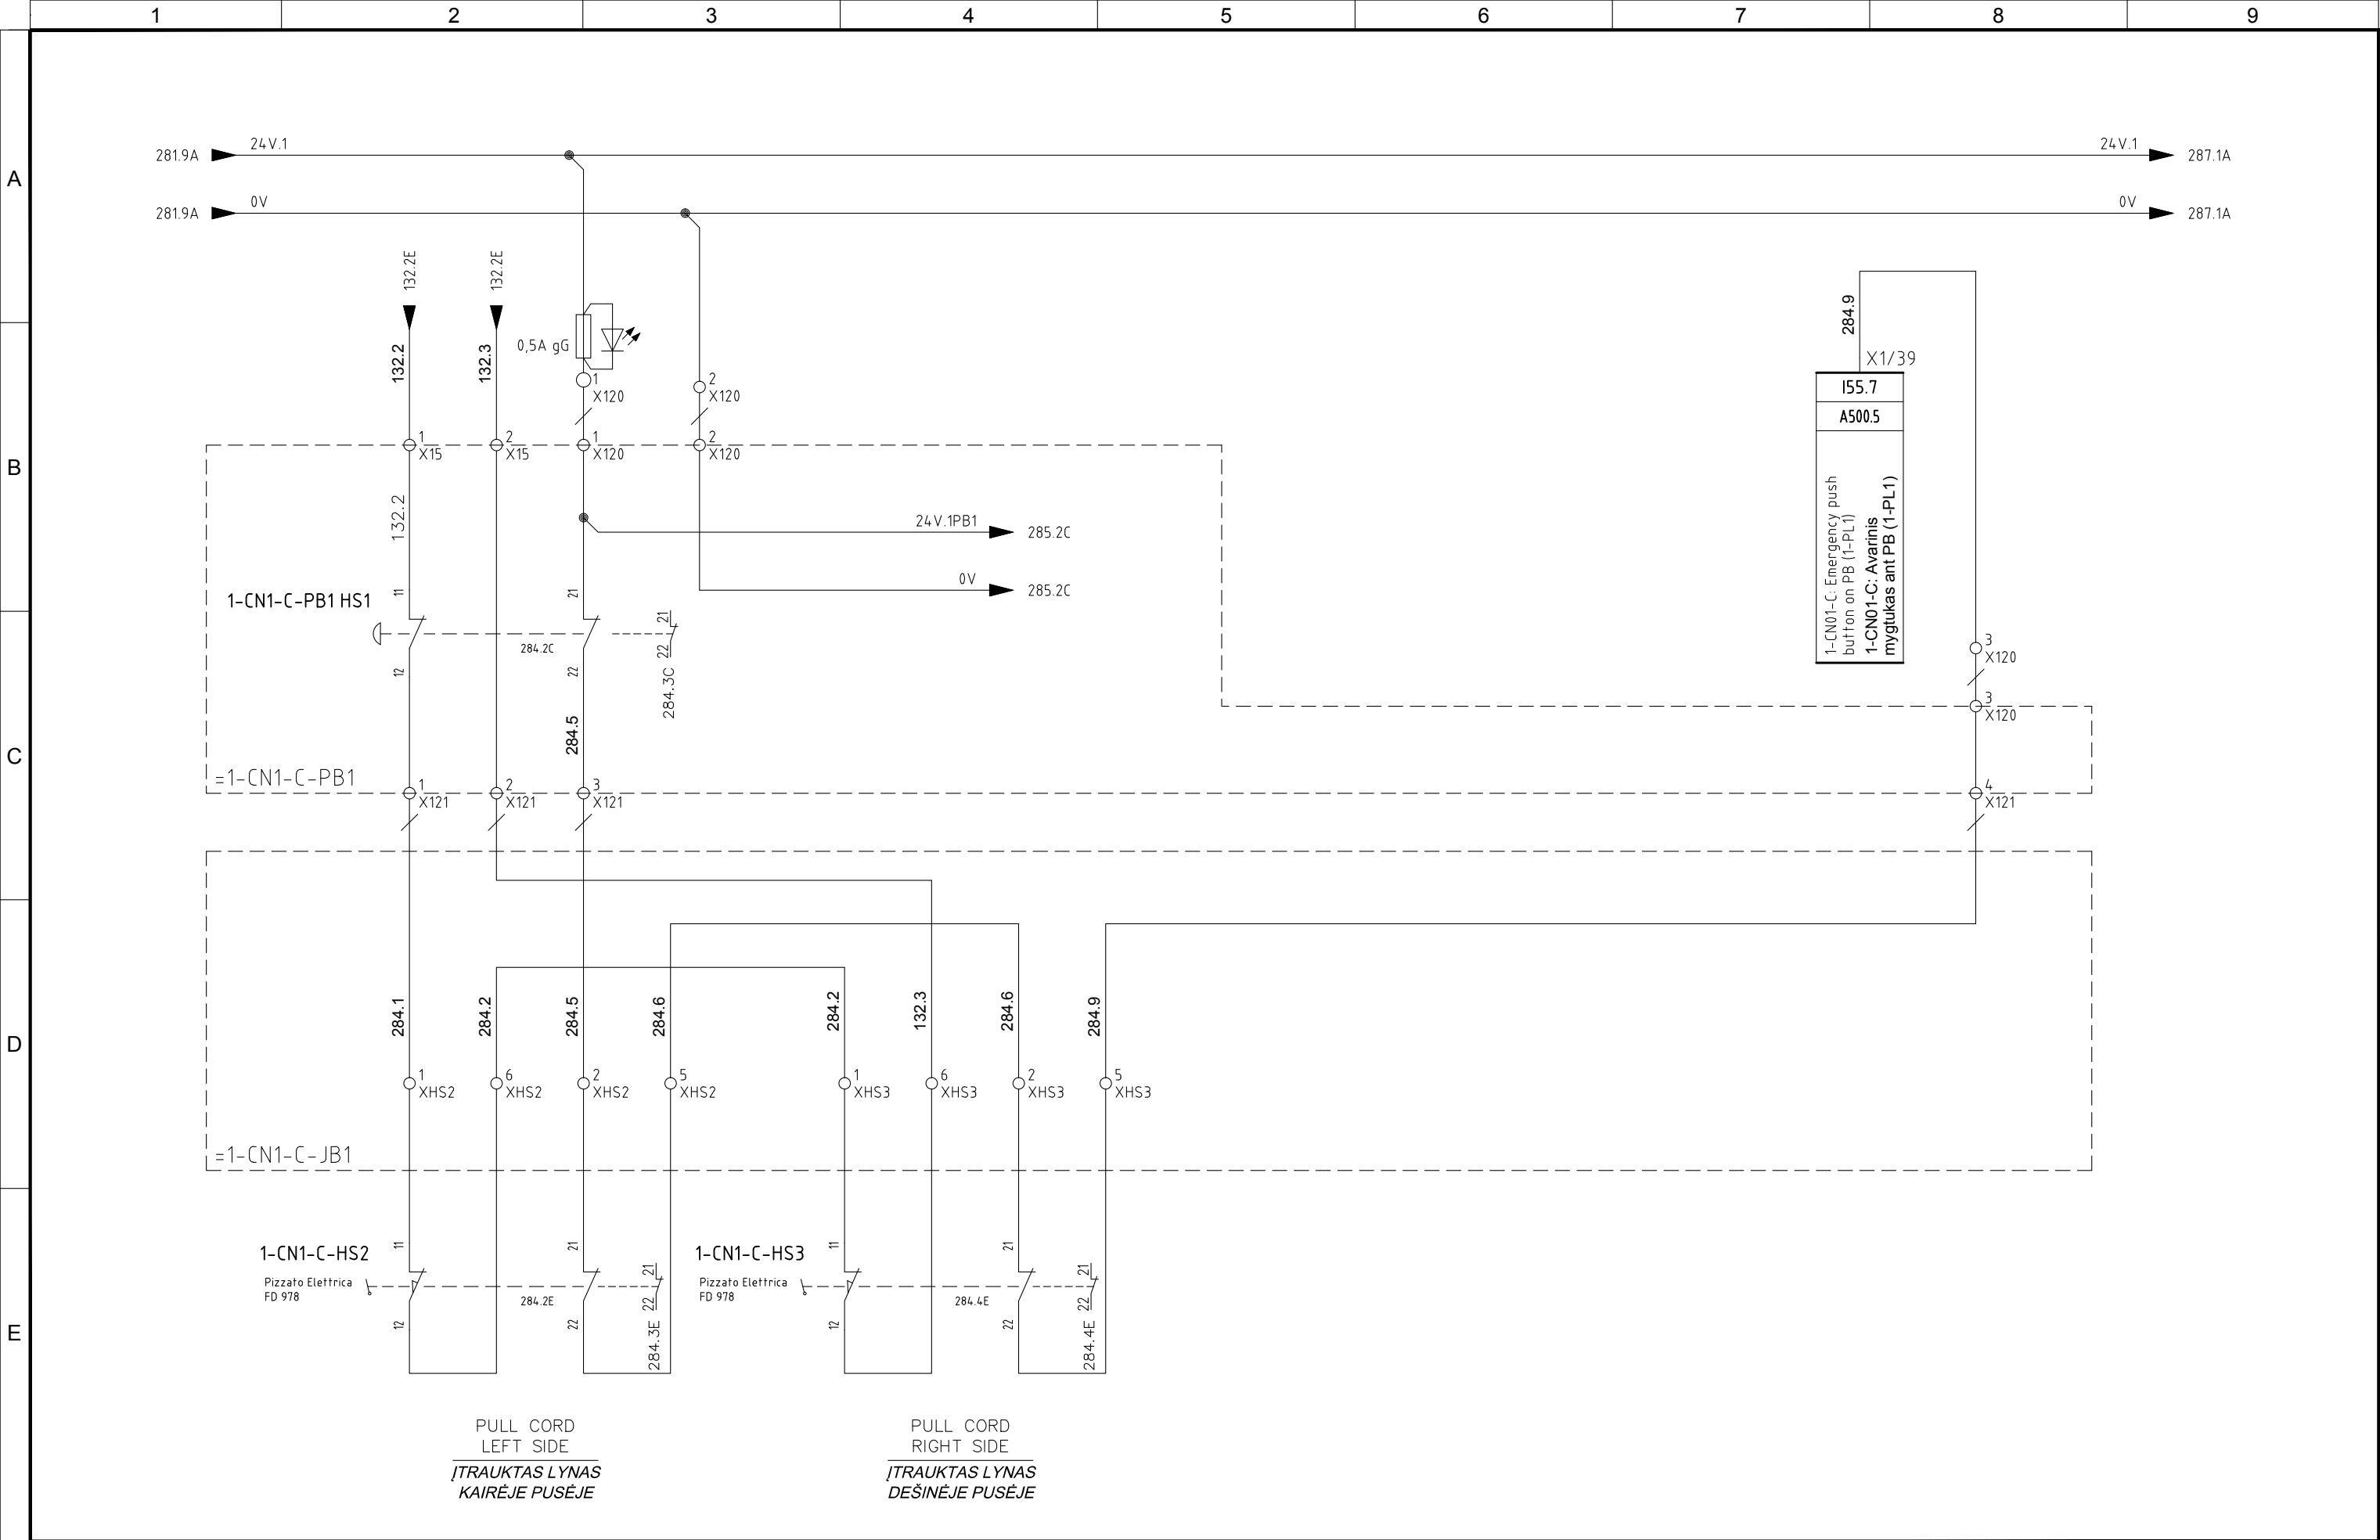 1 2 3 4 5 6 7 8 9
A
B
C
D
E
281.9A 24V.1 24V.1 287.1A
281.9A 0V 0V 287.1A
132.2E 132.2E
132.2 132.3
0,5A gG
1
X120
2
X120
284.9
X1/39
I55.7
A500.5
1-CN01-C: Emergency push
button on PB (1-PL1)
1-CN01-C: Avarinis
mygtukas ant PB (1-PL1)
1
X15
2
X15
1
X120
2
X120
132.2
24V.1PB1 285.2C
0V 285.2C
1-CN1-C-PB1 HS1
11
12
284.2C
21
22
21
22
284.3C
284.5
3
X120
3
X120
=1-CN1-C-PB1
1
X121
2
X121
3
X121
4
X121
284.1 284.2 284.5 284.6 284.2 132.3 284.6 284.9
1
XHS2
6
XHS2
2
XHS2
5
XHS2
1
XHS3
6
XHS3
2
XHS3
5
XHS3
=1-CN1-C-JB1
1-CN1-C-HS2
Pizzato Elettrica
FD 978
11
12
284.2E
21
22
21
22
284.3E
1-CN1-C-HS3
Pizzato Elettrica
FD 978
11
12
284.4E
21
22
21
22
284.4E
PULL CORD
LEFT SIDE
ĮTRAUKTAS LYNAS
KAIRĖJE PUSĖJE
PULL CORD
RIGHT SIDE
ĮTRAUKTAS LYNAS
DEŠINĖJE PUSĖJE